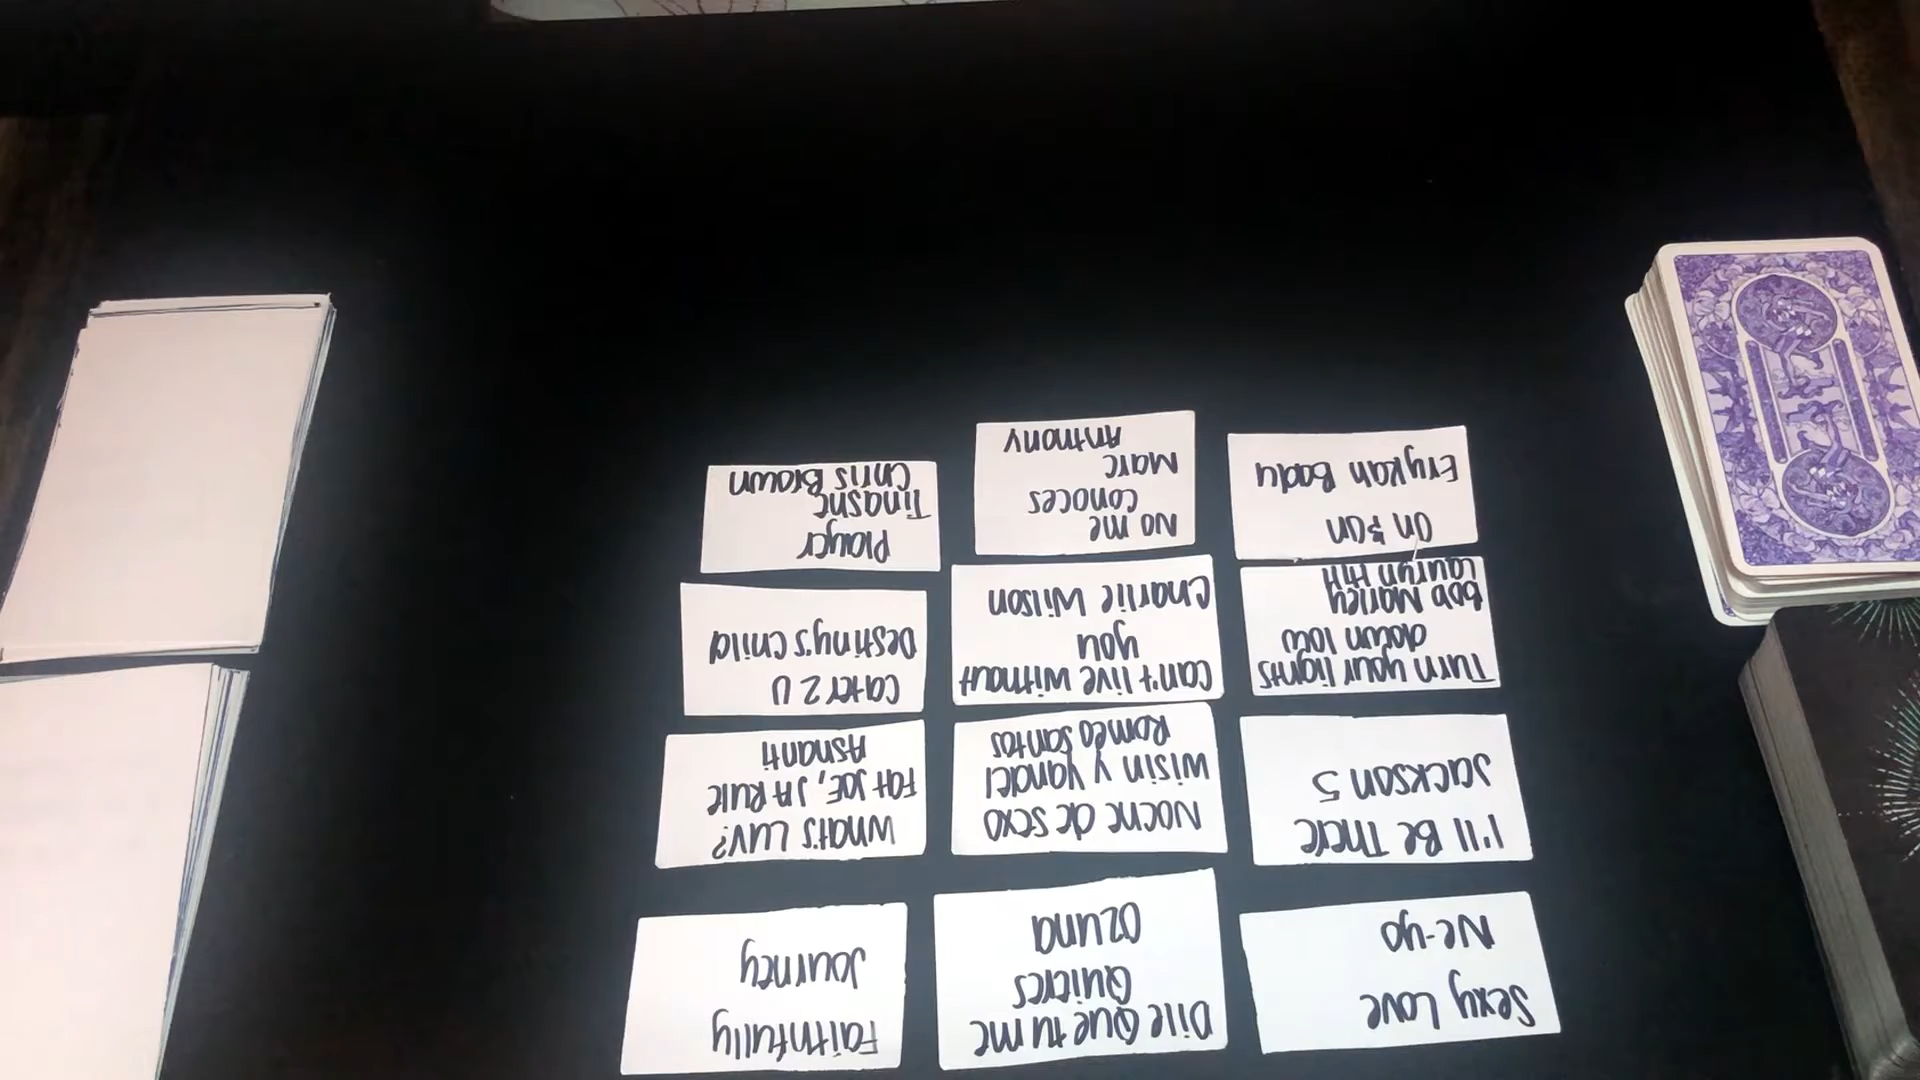 Sexy Love
Ne-yo
Dile Que tu me
Quieres
Ozuna
Faithfully
Journey
I'll Be There
Jackson 5
Noche de sexo
Wisin y Yandel
Romeo Santos
What's LUV?
Fat JOE, JA RULE
Ashanti
Turn your lights
down low
Bob Marley
Lauryn Hill
Can't live without
you
Charlie Wilson
Cater 2 U
Destiny's Child
On & on
Erykah Badu
No me
conoces
Marc
Anthony
Player
Tinashe
Chris Brown